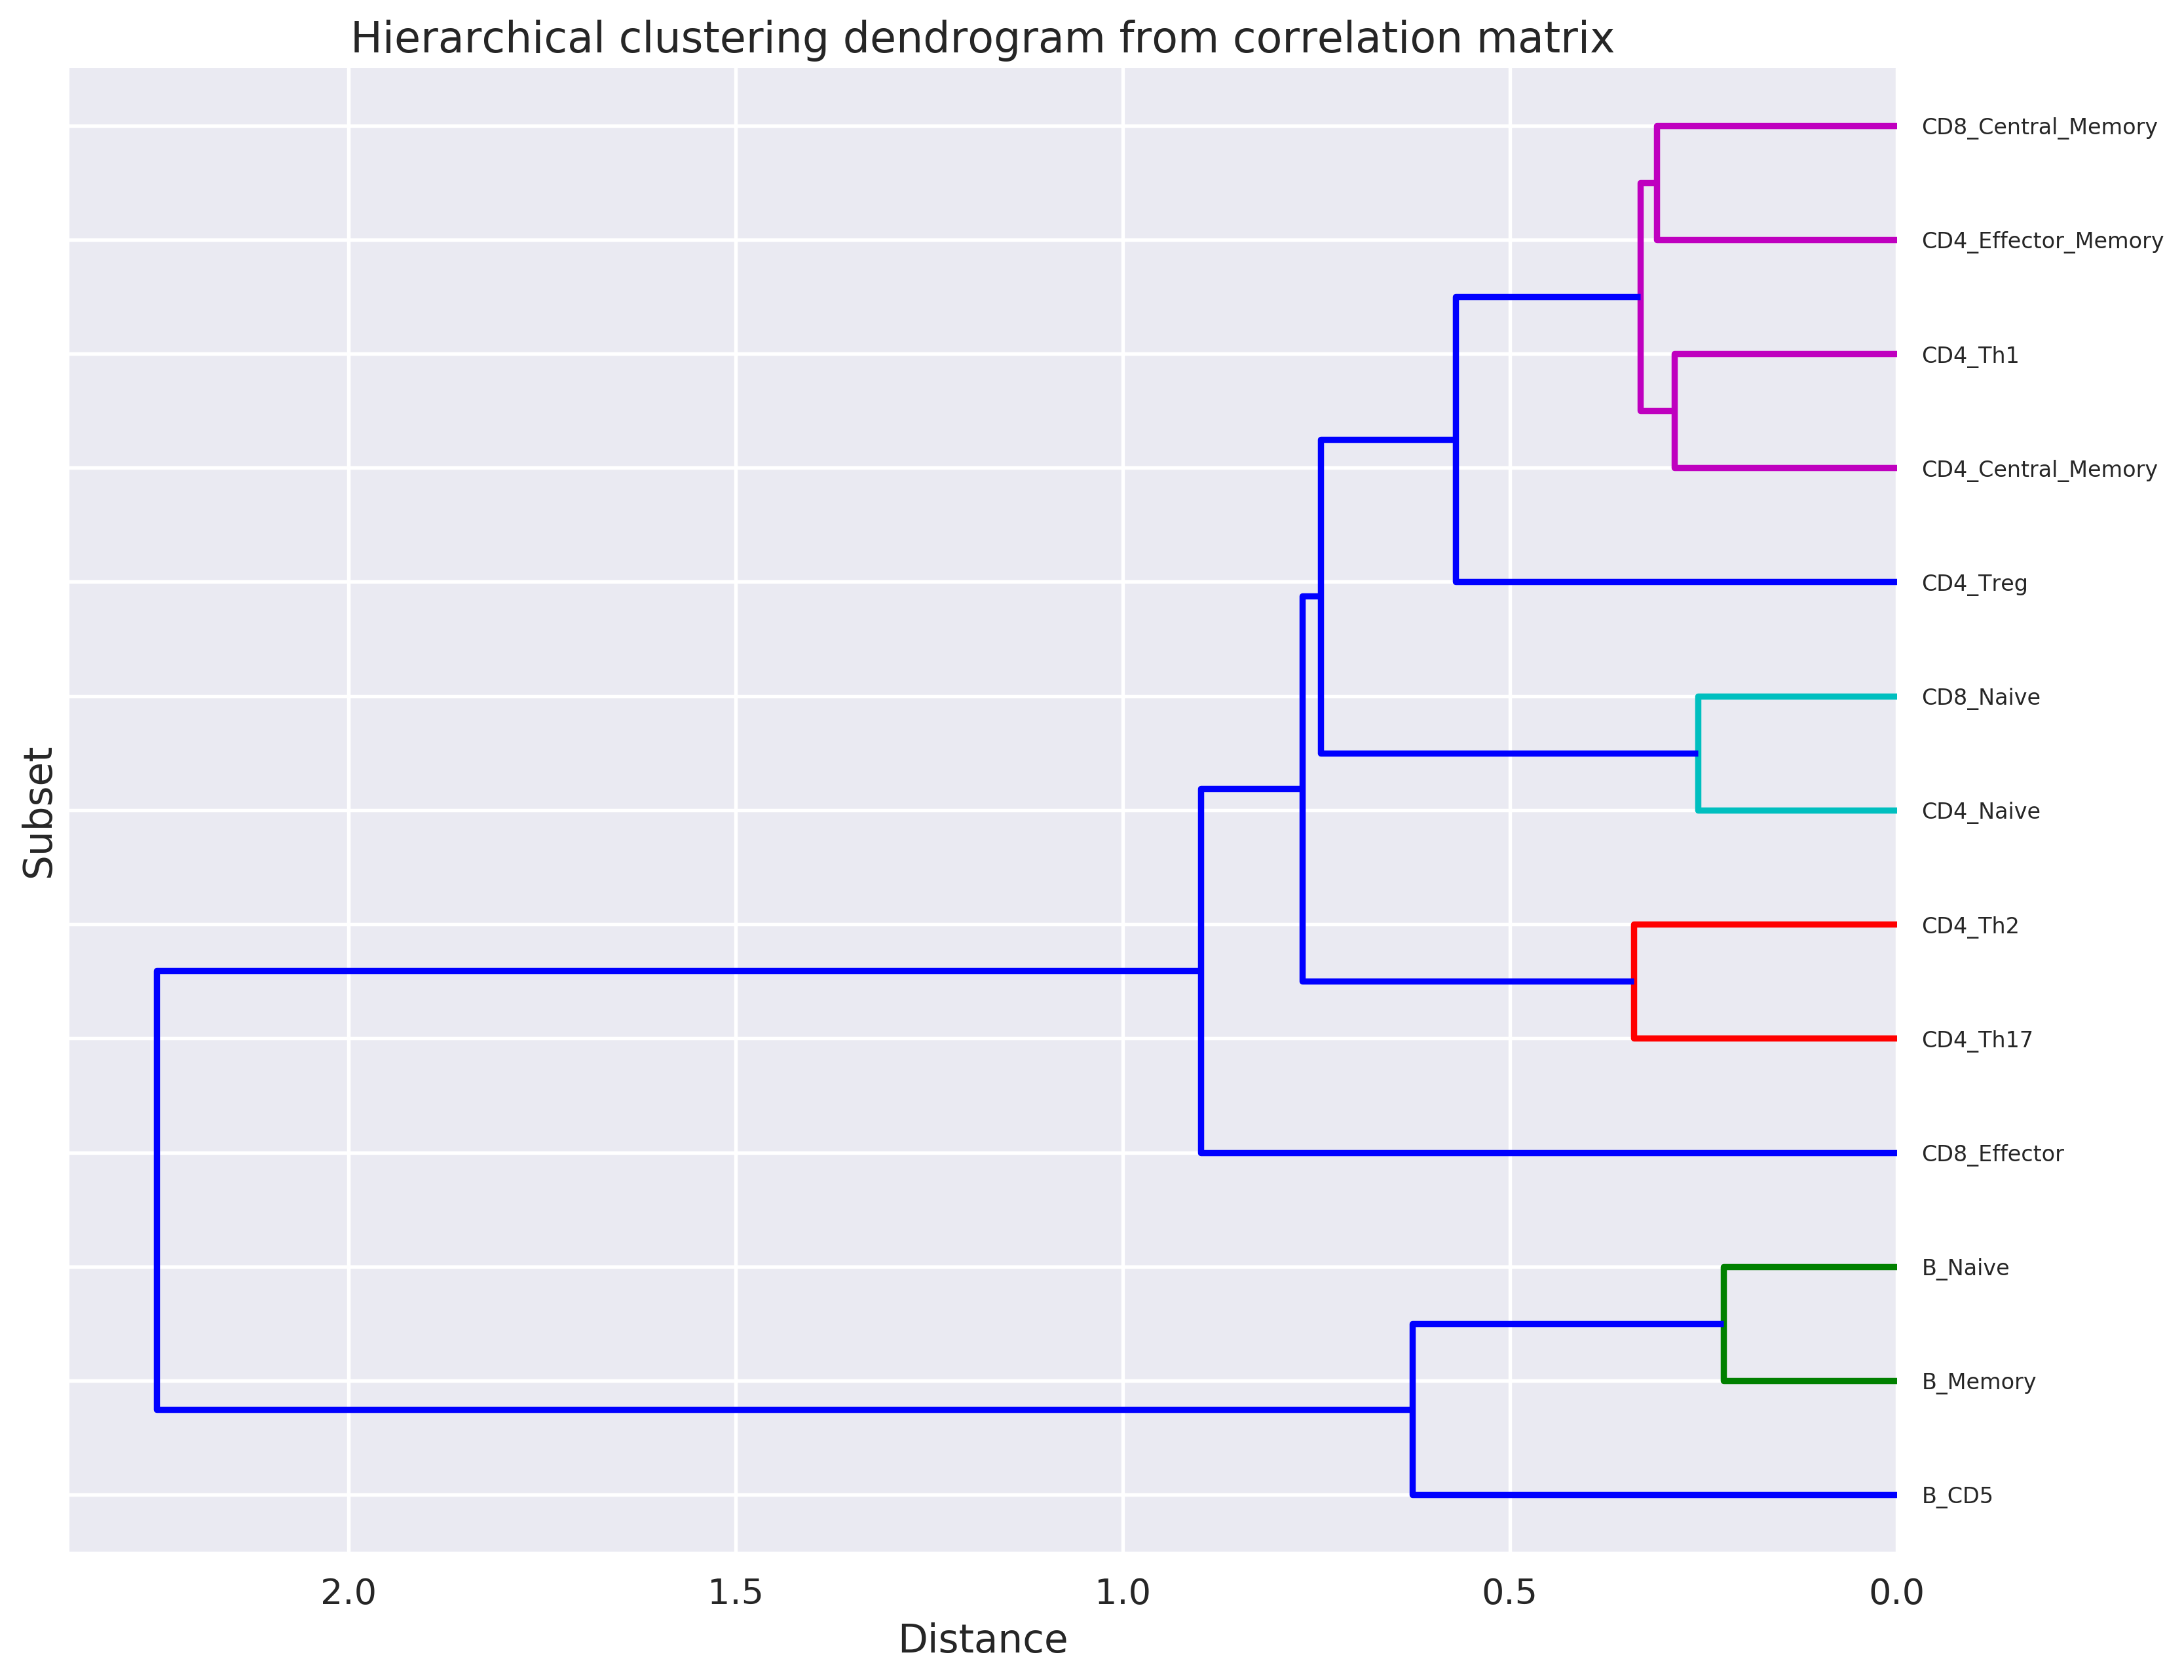 Hierarchical clustering dendrogram from correlation matrix
CD8_Central_Memory
CD4_Effector_Memory
CD4_Th1
CD4_Central_Memory
CD4_Treg
CD8_Naive
CD4_Naive
CD4_Th2
CD4_Th17
CD8_Effector
B_Naive
B_Memory
B_CD5
Subset
2.0 1.5 1.0 0.5 0.0
Distance